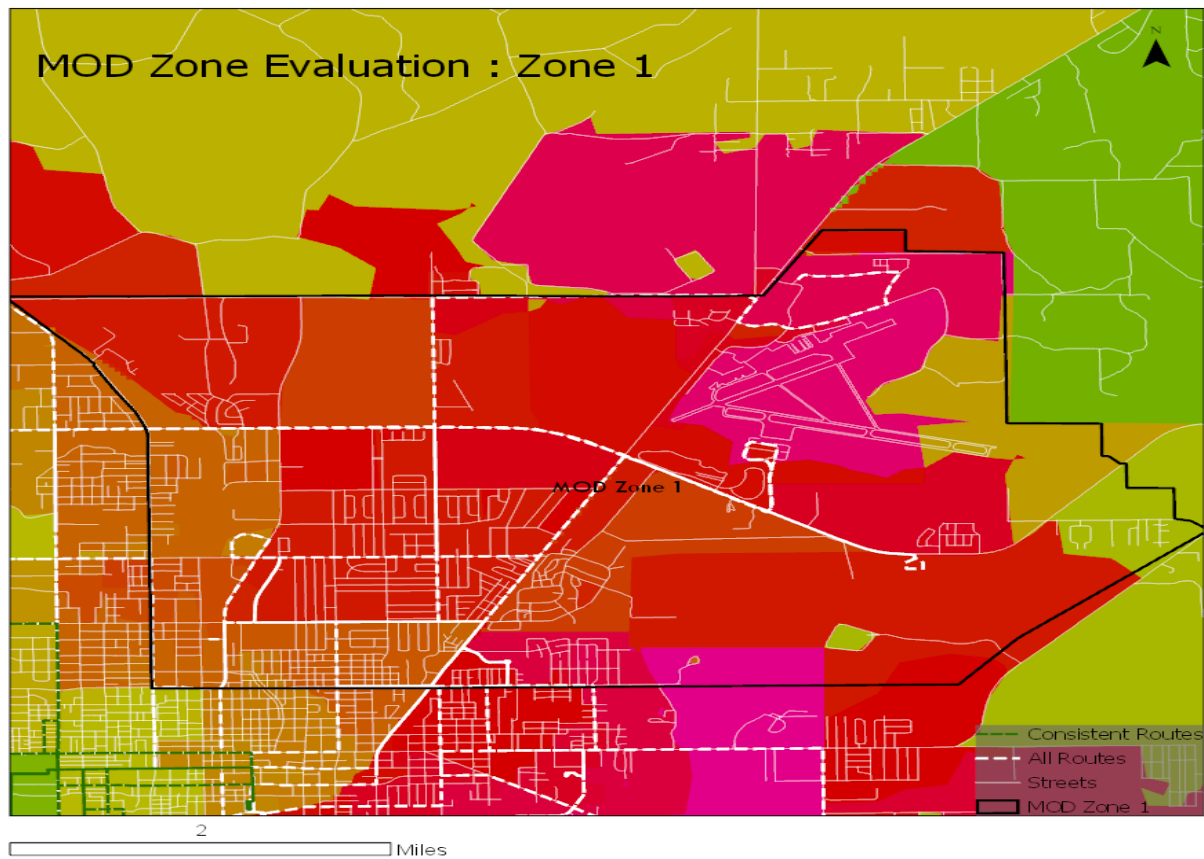 MOD Zone Evaluation : Zone 1
N
MOD Zone 1
Consistent Routes
All Routes
Streets
MOD Zone 1
2
Miles